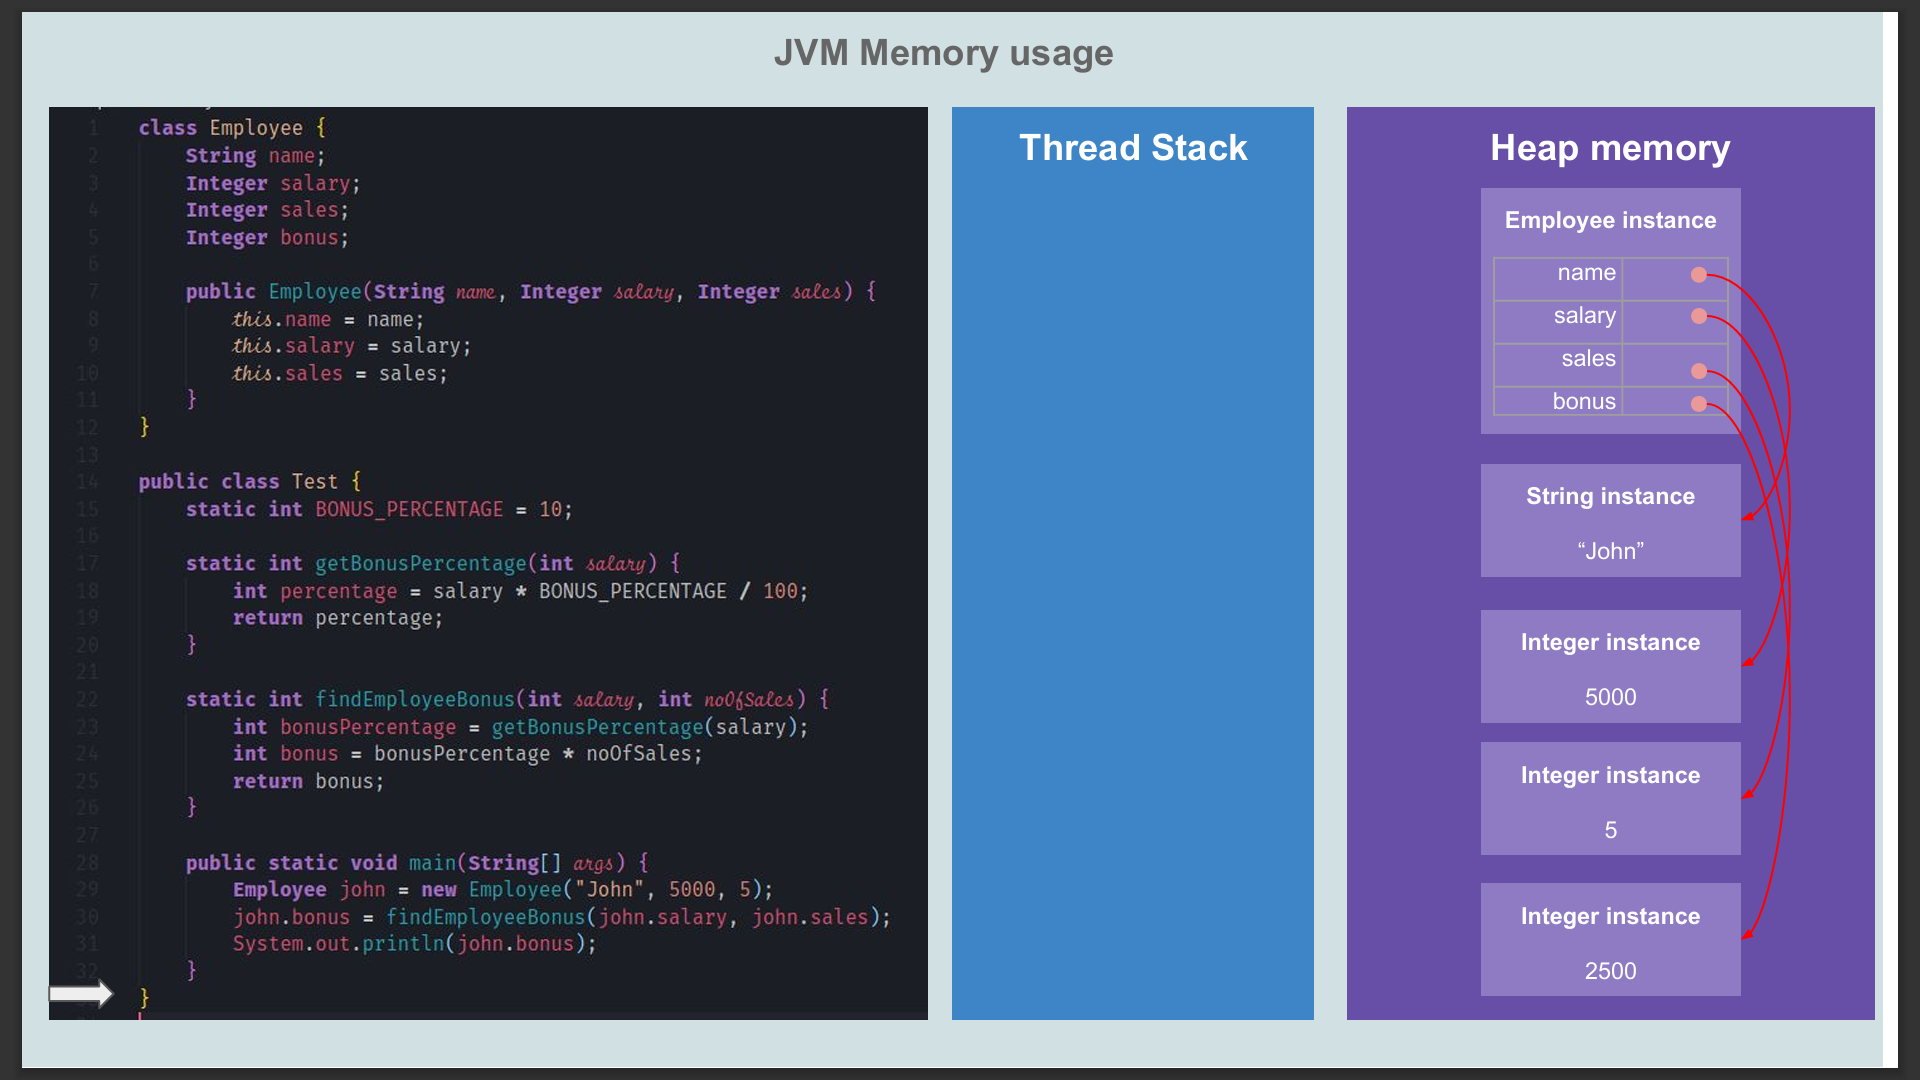 JVM Memory usage
1 class Employee {
2 String name;
3 Integer salary;
4 Integer sales;
5 Integer bonus;
6
7 public Employee(String name, Integer salary, Integer sales) {
8 this.name = name;
9 this.salary = salary;
10 this.sales = sales;
11 }
12 }
13
14 public class Test {
15 static int BONUS_PERCENTAGE = 10;
16
17 static int getBonusPercentage(int salary) {
18 int percentage = salary * BONUS_PERCENTAGE / 100;
19 return percentage;
20 }
21
22 static int findEmployeeBonus(int salary, int noOfSales) {
23 int bonusPercentage = getBonusPercentage(salary);
24 int bonus = bonusPercentage * noOfSales;
25 return bonus;
26 }
27
28 public static void main(String[] args) {
29 Employee john = new Employee("John", 5000, 5);
30 john.bonus = findEmployeeBonus(john.salary, john.sales);
31 System.out.println(john.bonus);
32 }
}
Thread Stack
Heap memory
Employee instance
name
salary
sales
bonus
String instance
“John”
Integer instance
5000
Integer instance
5
Integer instance
2500